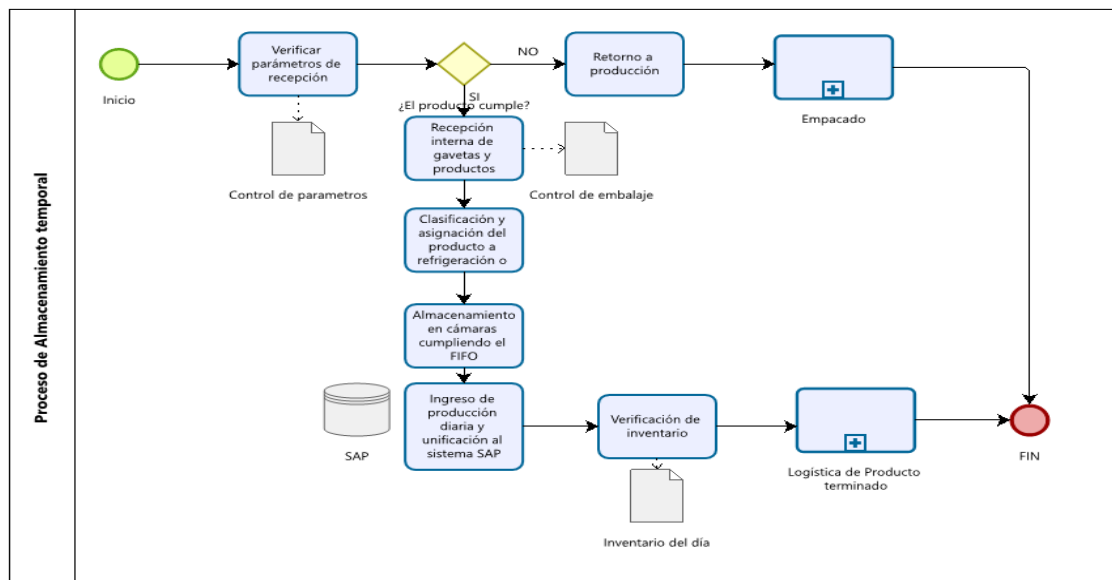 Proceso de Almacenamiento temporal
Inicio
Verificar
parámetros de
recepción
Control de parametros
¿El producto cumple?
NO
SI
Retorno a
producción
Empacado
Recepción
interna de
gavetas y
productos
Control de embalaje
Clasificación y
asignación del
producto a
refrigeración o
Almacenamiento
en cámaras
cumpliendo el
FIFO
SAP
Ingreso de
producción
diaria y
unificación al
sistema SAP
Verificación de
inventario
Inventario del día
Logística de Producto
terminado
FIN